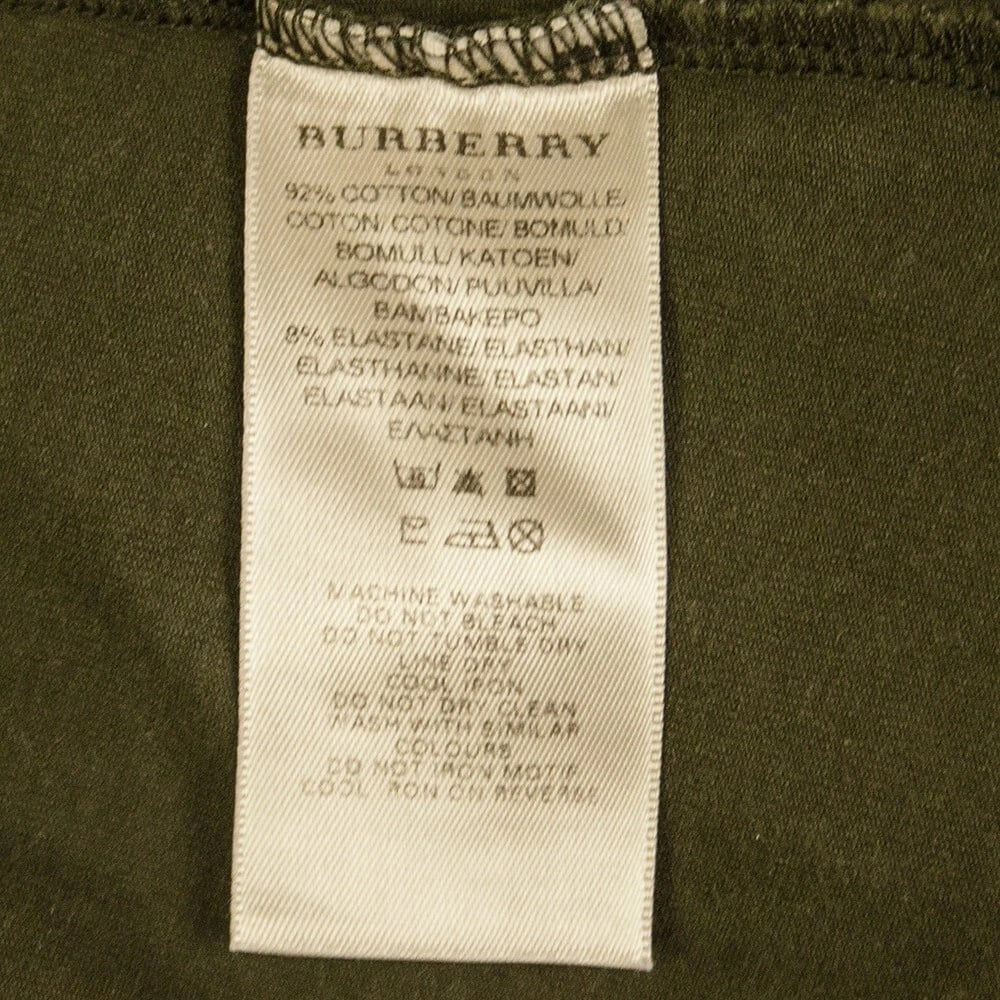 BURBERRY
LONDON
92% COTTON/BAUMWOLLE/
COTON/COTONE/BOMULD/
BOMULL/KATOEN/
ALGODON/PUUVILLA/
BAMBAKEPO
8% ELASTANE/ELASTHAN/
ELASTHANNE/ELASTAN/
ELASTAAN/ELASTAANI/
ΕΛΑΣΤΑΝΗ
MACHINE WASHABLE
DO NOT BLEACH
DO NOT TUMBLE DRY
LINE DRY
COOL IRON
DO NOT DRY CLEAN
WASH WITH SIMILAR
COLOURS
DO NOT IRON MOTIF
COOL IRON ON REVERSE